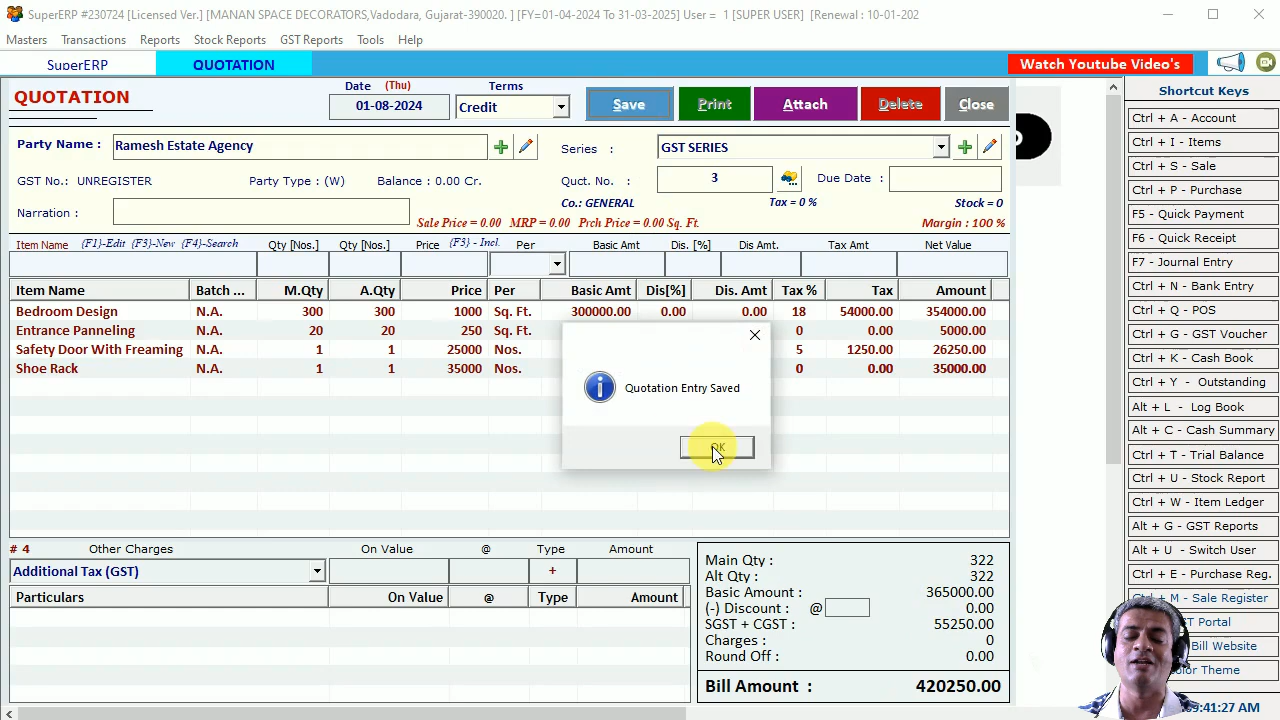 SuperERP #230724 [Licensed Ver.] [MANAN SPACE DECORATORS,Vadodara, Gujarat-390020. ] [FY=01-04-2024 To 31-03-2025] User = 1 [SUPER USER] [Renewal : 10-01-202
Masters Transactions Reports Stock Reports GST Reports Tools Help
SuperERP QUOTATION Watch Youtube Video's
QUOTATION
Date (Thu) Terms
01-08-2024 Credit Save Print Attach Delete Close
Party Name : Ramesh Estate Agency Series : GST SERIES
GST No.: UNREGISTER Party Type : (W) Balance : 0.00 Cr. Quct. No. : 3 Due Date :
Co.: GENERAL Tax = 0 % Stock = 0
Narration : Sale Price = 0.00 MRP = 0.00 Prch Price = 0.00 Sq. Ft. Margin : 100 %
Item Name (F1)-Edit (F3)-New (F4)-Search Qty [Nos.] Qty [Nos.] Price (F3) - Incl. Per Basic Amt Dis. [%] Dis Amt. Tax Amt Net Value
Item Name Batch ... M.Qty A.Qty Price Per Basic Amt Dis[%] Dis. Amt Tax % Tax Amount
Bedroom Design N.A. 300 300 1000 Sq. Ft. 300000.00 0.00 0.00 18 54000.00 354000.00
Entrance Panneling N.A. 20 20 250 Sq. Ft. 0 0.00 5000.00
Safety Door With Freaming N.A. 1 1 25000 Nos. 5 1250.00 26250.00
Shoe Rack N.A. 1 1 35000 Nos. 0 0.00 35000.00
Quotation Entry Saved
OK
# 4 Other Charges On Value @ Type Amount
Additional Tax (GST) +
Particulars On Value @ Type Amount
Main Qty : 322
Alt Qty : 322
Basic Amount : 365000.00
(-) Discount : @ 0.00
SGST + CGST : 55250.00
Charges : 0
Round Off : 0.00
Bill Amount : 420250.00
Shortcut Keys
Ctrl + A - Account
Ctrl + I - Items
Ctrl + S - Sale
Ctrl + P - Purchase
F5 - Quick Payment
F6 - Quick Receipt
F7 - Journal Entry
Ctrl + N - Bank Entry
Ctrl + Q - POS
Ctrl + G - GST Voucher
Ctrl + K - Cash Book
Ctrl + Y - Outstanding
Alt + L - Log Book
Alt + C - Cash Summary
Ctrl + T - Trial Balance
Ctrl + U - Stock Report
Ctrl + W - Item Ledger
Alt + G - GST Reports
Alt + U - Switch User
Ctrl + E - Purchase Reg.
Ctrl + M - Sale Register
Portal
Bill Website
Theme
:41:27 AM